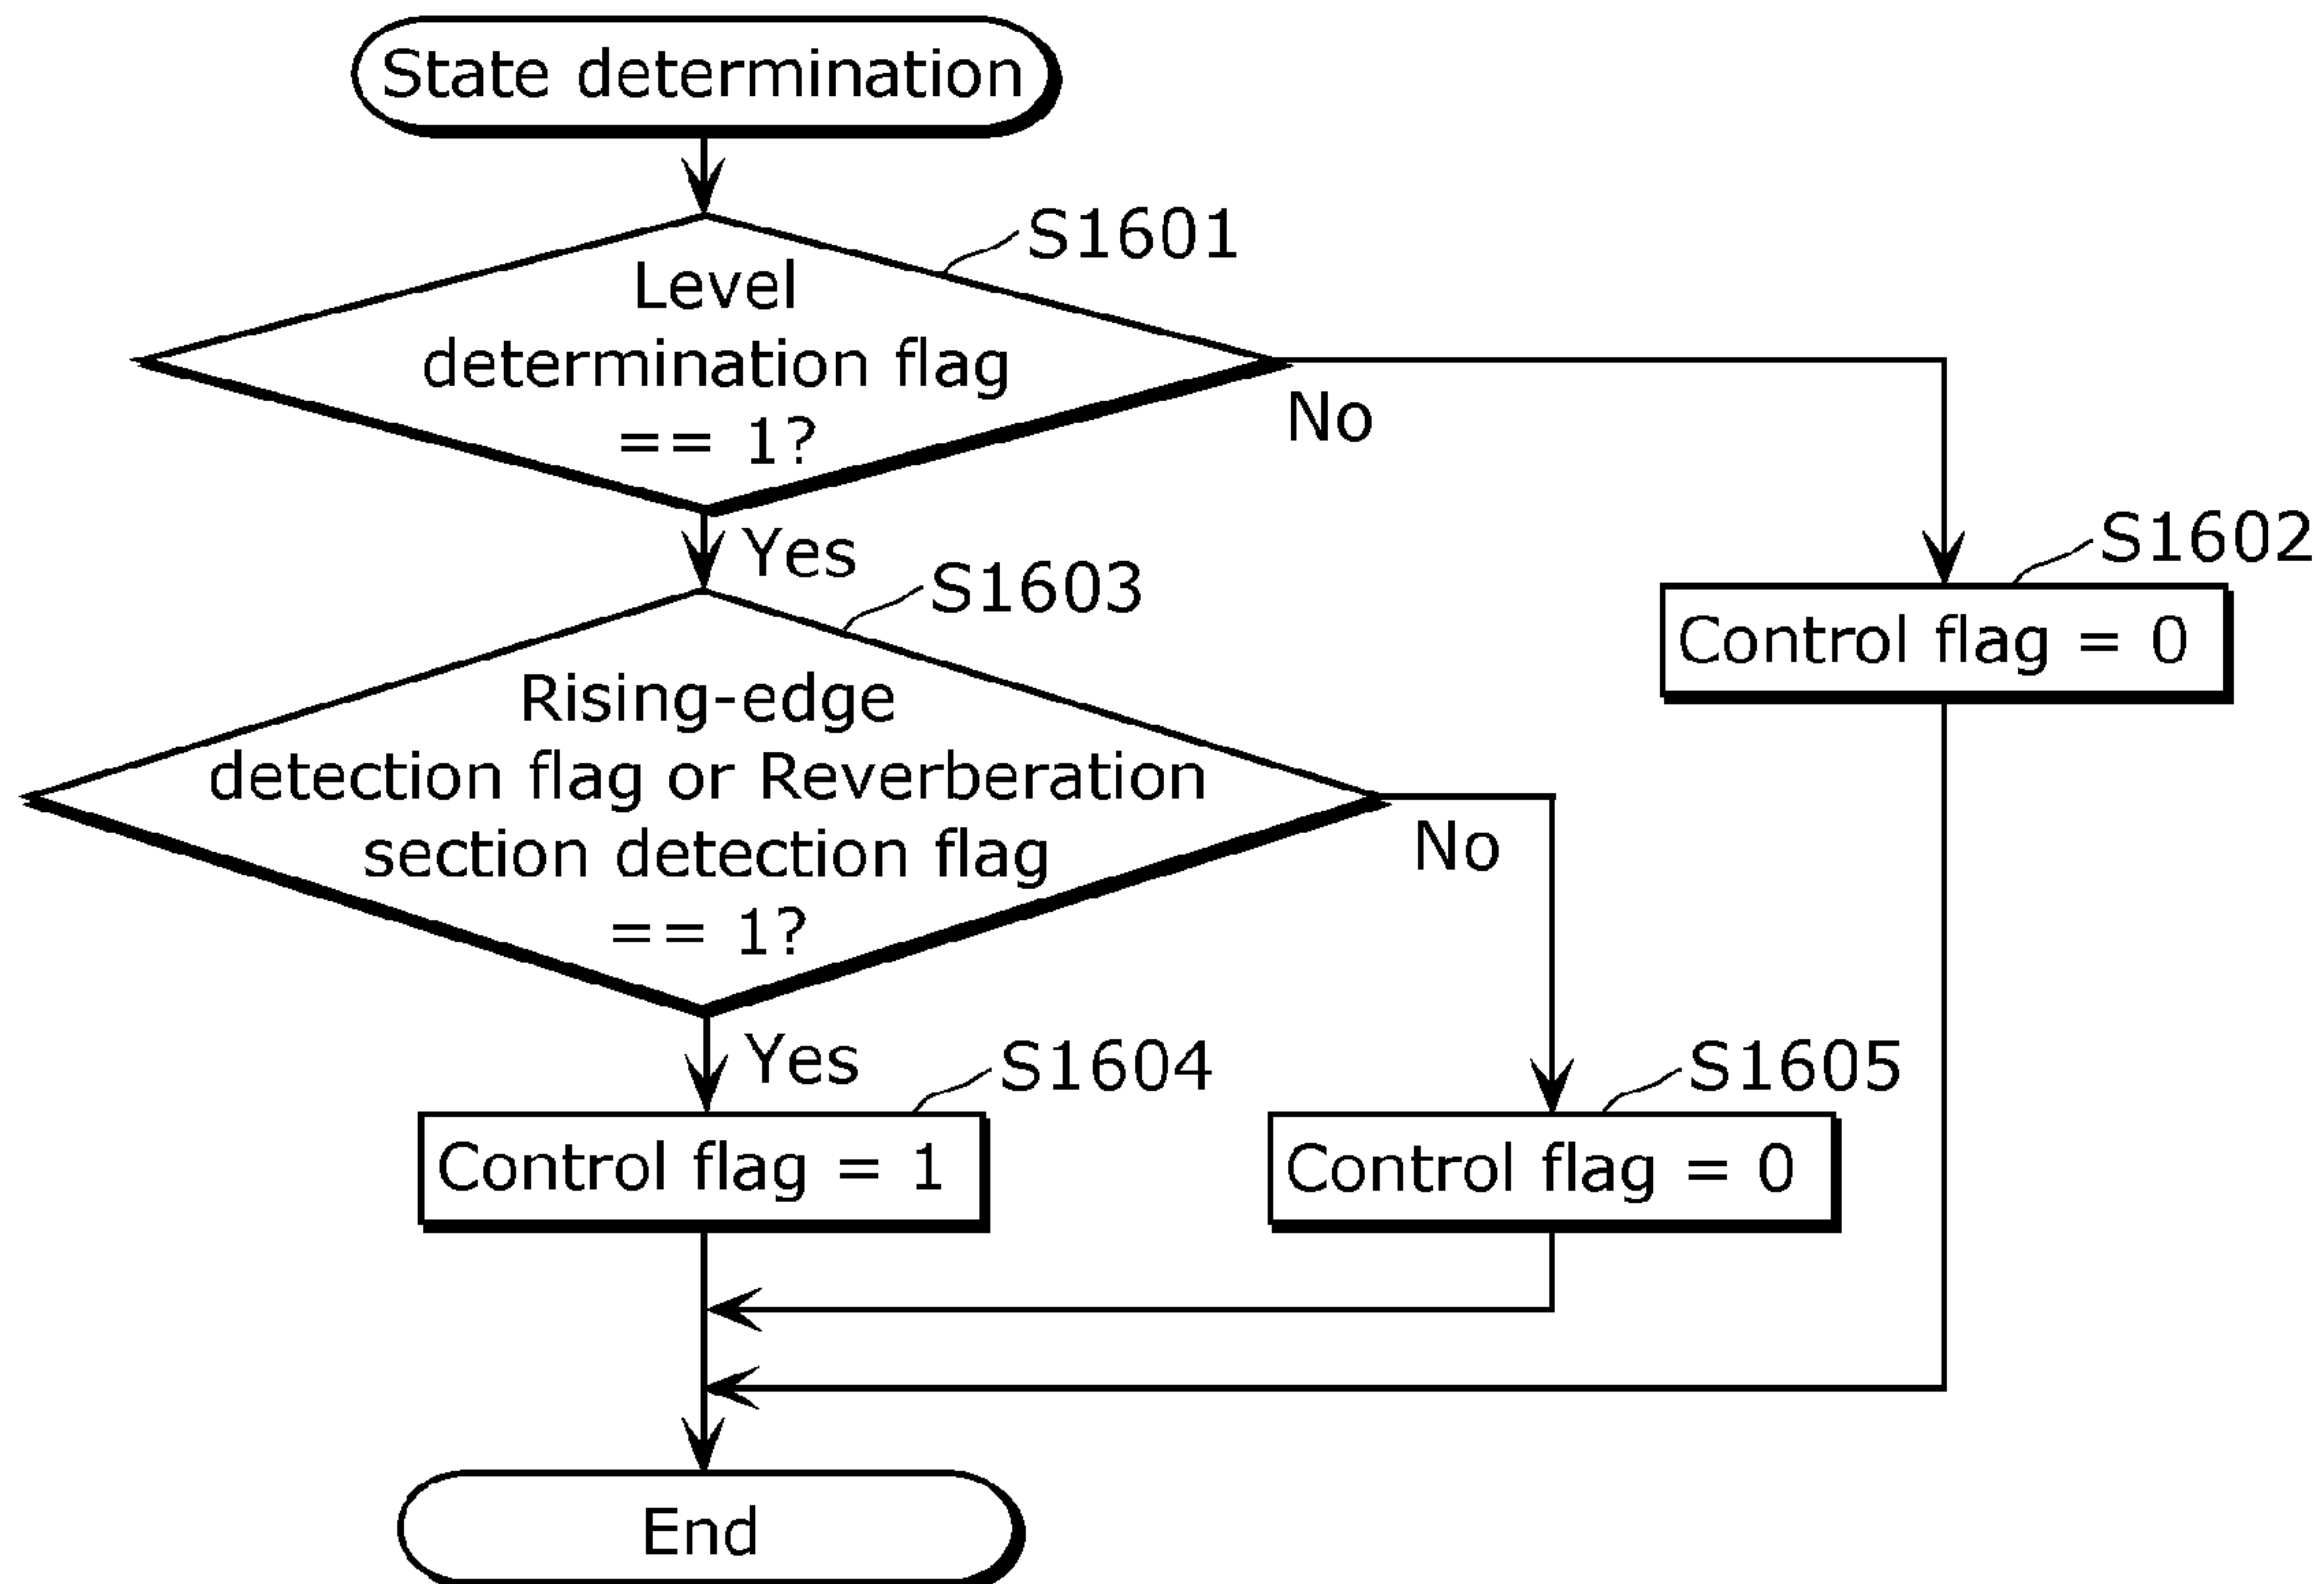 State determination
S1601
Level
determination flag
== 1?
No
Yes
S1602
Control flag = 0
S1603
Rising-edge
detection flag or Reverberation
section detection flag
== 1?
No
Yes
S1604
Control flag = 1
S1605
Control flag = 0
End